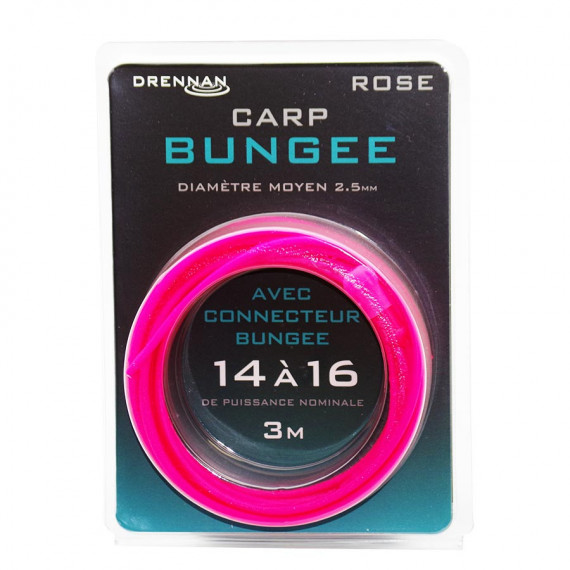 DRENNAN
ROSE
CARP
BUNGEE
DIAMÈTRE MOYEN 2.5MM
AVEC
CONNECTEUR
BUNGEE
14 À 16
DE PUISSANCE NOMINALE
3M